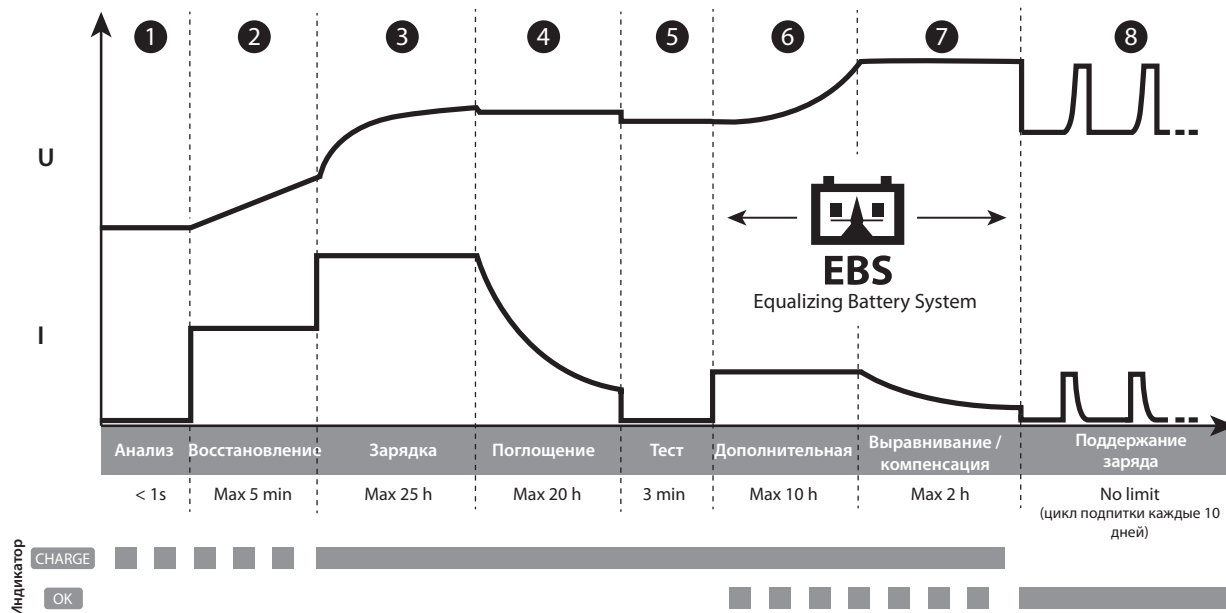 1 2 3 4 5 6 7 8
U
EBS
Equalizing Battery System
I
Анализ Восстановление Зарядка Поглощение Тест Дополнительная Выравнивание / компенсация Поддержание заряда
< 1s Max 5 min Max 25 h Max 20 h 3 min Max 10 h Max 2 h No limit
(цикл подпитки каждые 10
дней)
Индикатор
CHARGE
OK